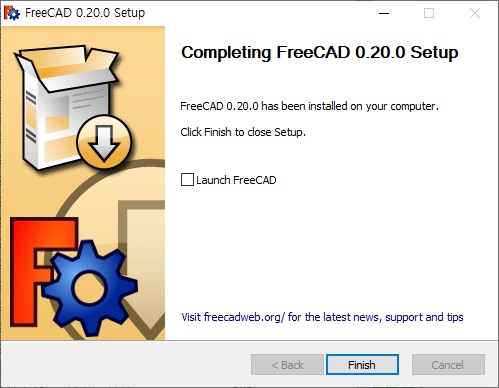 FreeCAD 0.20.0 Setup
Completing FreeCAD 0.20.0 Setup
FreeCAD 0.20.0 has been installed on your computer.
Click Finish to close Setup.
Launch FreeCAD
Visit freecadweb.org/ for the latest news, support and tips
< Back
Finish
Cancel